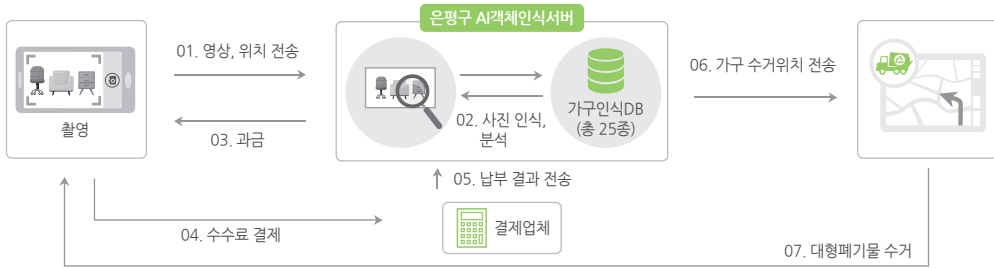 은평구 AI객체인식서버
01. 영상, 위치 전송
촬영
03. 과금
02. 사진 인식,
분석
가구인식DB
(총 25종)
06. 가구 수거위치 전송
05. 납부 결과 전송
04. 수수료 결제
결제업체
07. 대형폐기물 수거